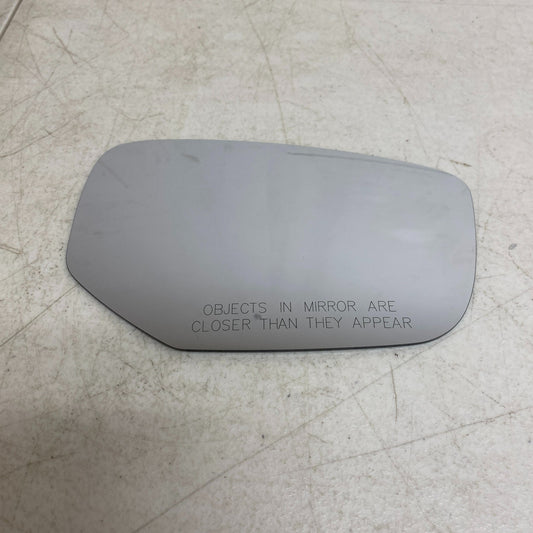 OBJECTS IN MIRROR ARE
CLOSER THAN THEY APPEAR